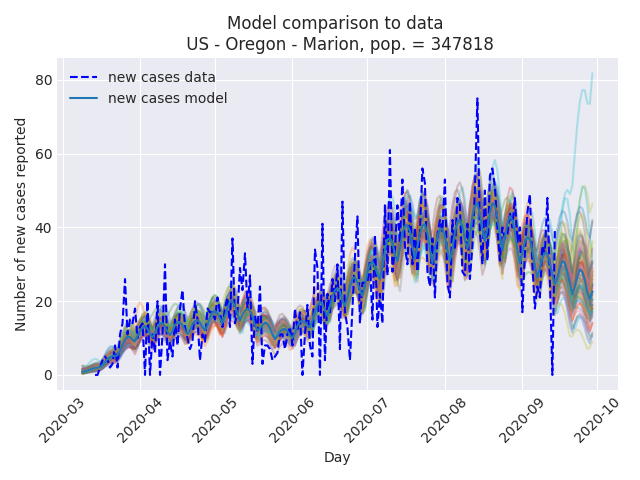 Model comparison to data
US - Oregon - Marion, pop. = 347818
new cases data
new cases model
Number of new cases reported
80
60
40
20
0
2020-03
2020-04
2020-05
2020-06
2020-07
2020-08
2020-09
2020-10
Day